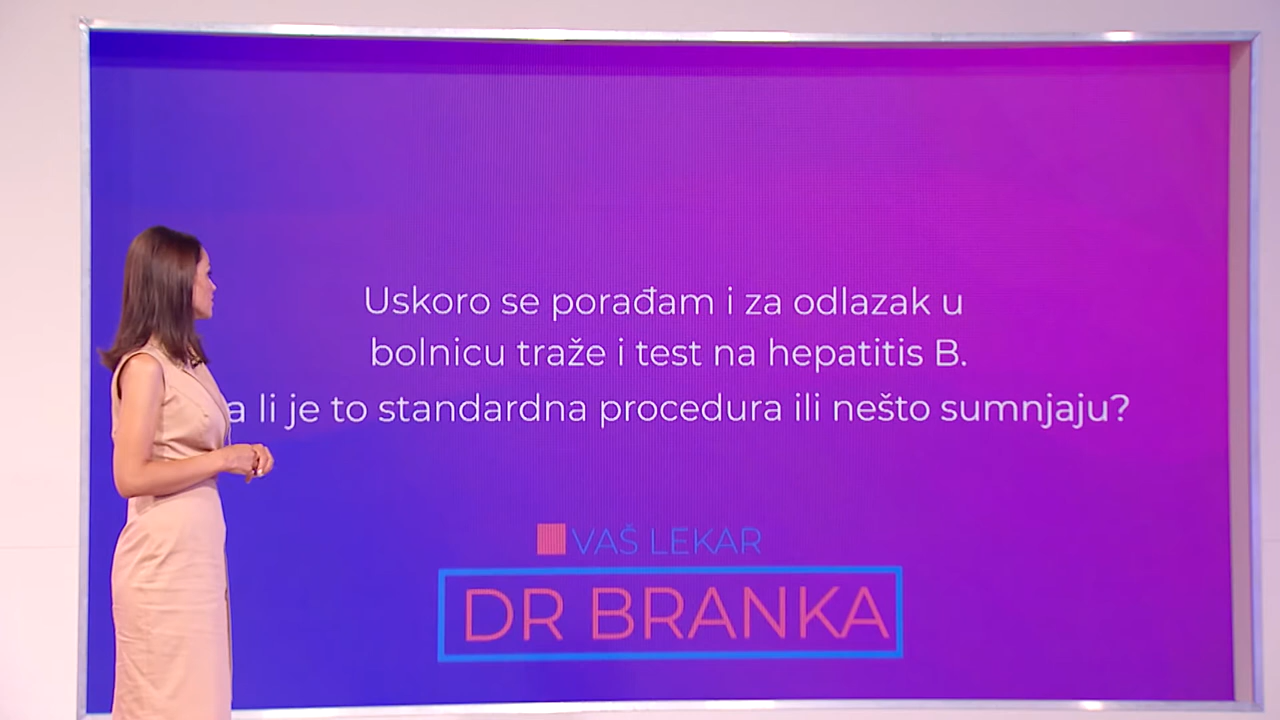 Uskoro se porađam i za odlazak u
bolnicu traže i test na hepatitis B.
a li je to standardna procedura ili nešto sumnjaju?
VAŠ LEKAR
DR BRANKA